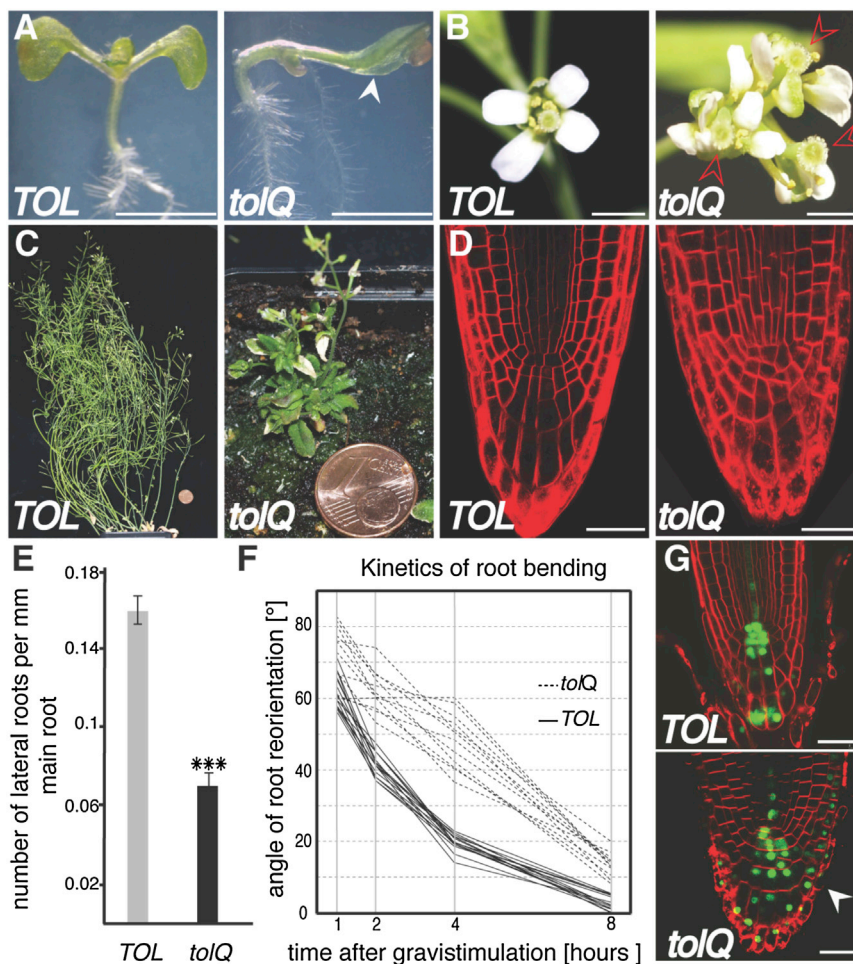 A
TOL
tolQ
B
TOL
tolQ
C
TOL
tolQ
D
TOL
tolQ
E
number of lateral roots per mm
main root
0.18
0.14
0.1
0.06
0.02
***
TOL
tolQ
F
Kinetics of root bending
angle of root reorientation [°]
80
60
40
20
0
tolQ
TOL
1
2
4
8
time after gravistimulation [hours ]
G
TOL
tolQ